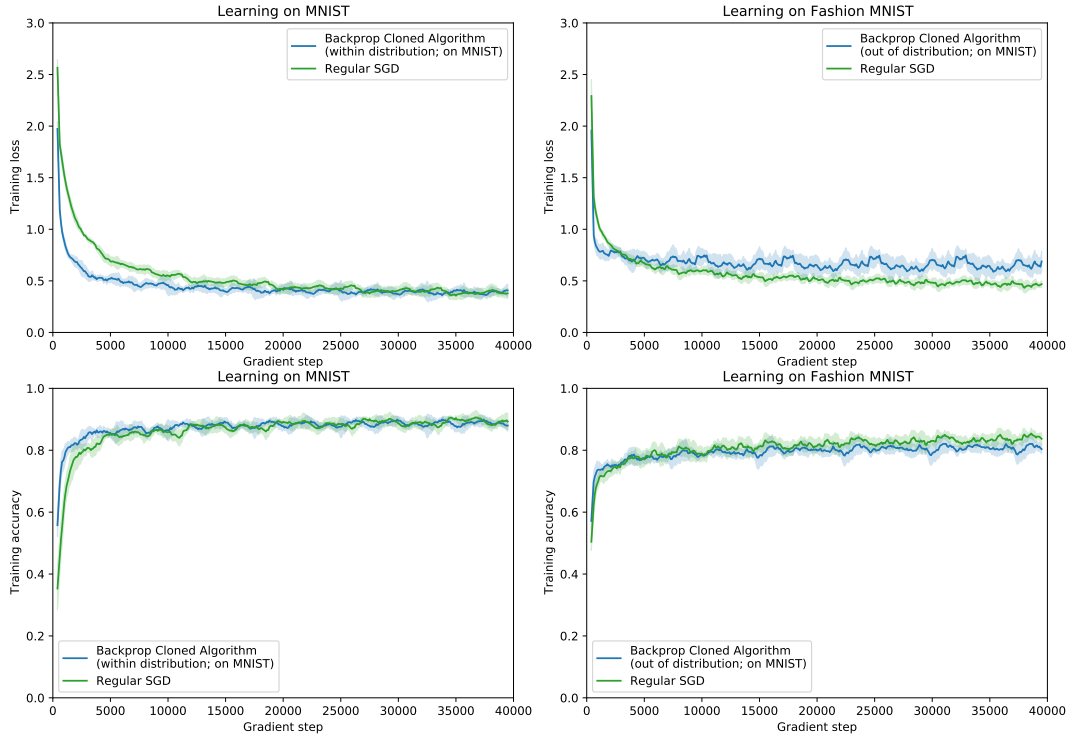 Learning on MNIST
3.0
2.5
2.0
1.5
1.0
0.5
0.0
Training loss
Backprop Cloned Algorithm
(within distribution; on MNIST)
Regular SGD
0 5000 10000 15000 20000 25000 30000 35000 40000
Gradient step
Learning on Fashion MNIST
3.0
2.5
2.0
1.5
1.0
0.5
0.0
Training loss
Backprop Cloned Algorithm
(out of distribution; on MNIST)
Regular SGD
0 5000 10000 15000 20000 25000 30000 35000 40000
Gradient step
Learning on MNIST
1.0
0.8
0.6
0.4
0.2
0.0
Training accuracy
Backprop Cloned Algorithm
(within distribution; on MNIST)
Regular SGD
0 5000 10000 15000 20000 25000 30000 35000 40000
Gradient step
Learning on Fashion MNIST
1.0
0.8
0.6
0.4
0.2
0.0
Training accuracy
Backprop Cloned Algorithm
(out of distribution; on MNIST)
Regular SGD
0 5000 10000 15000 20000 25000 30000 35000 40000
Gradient step